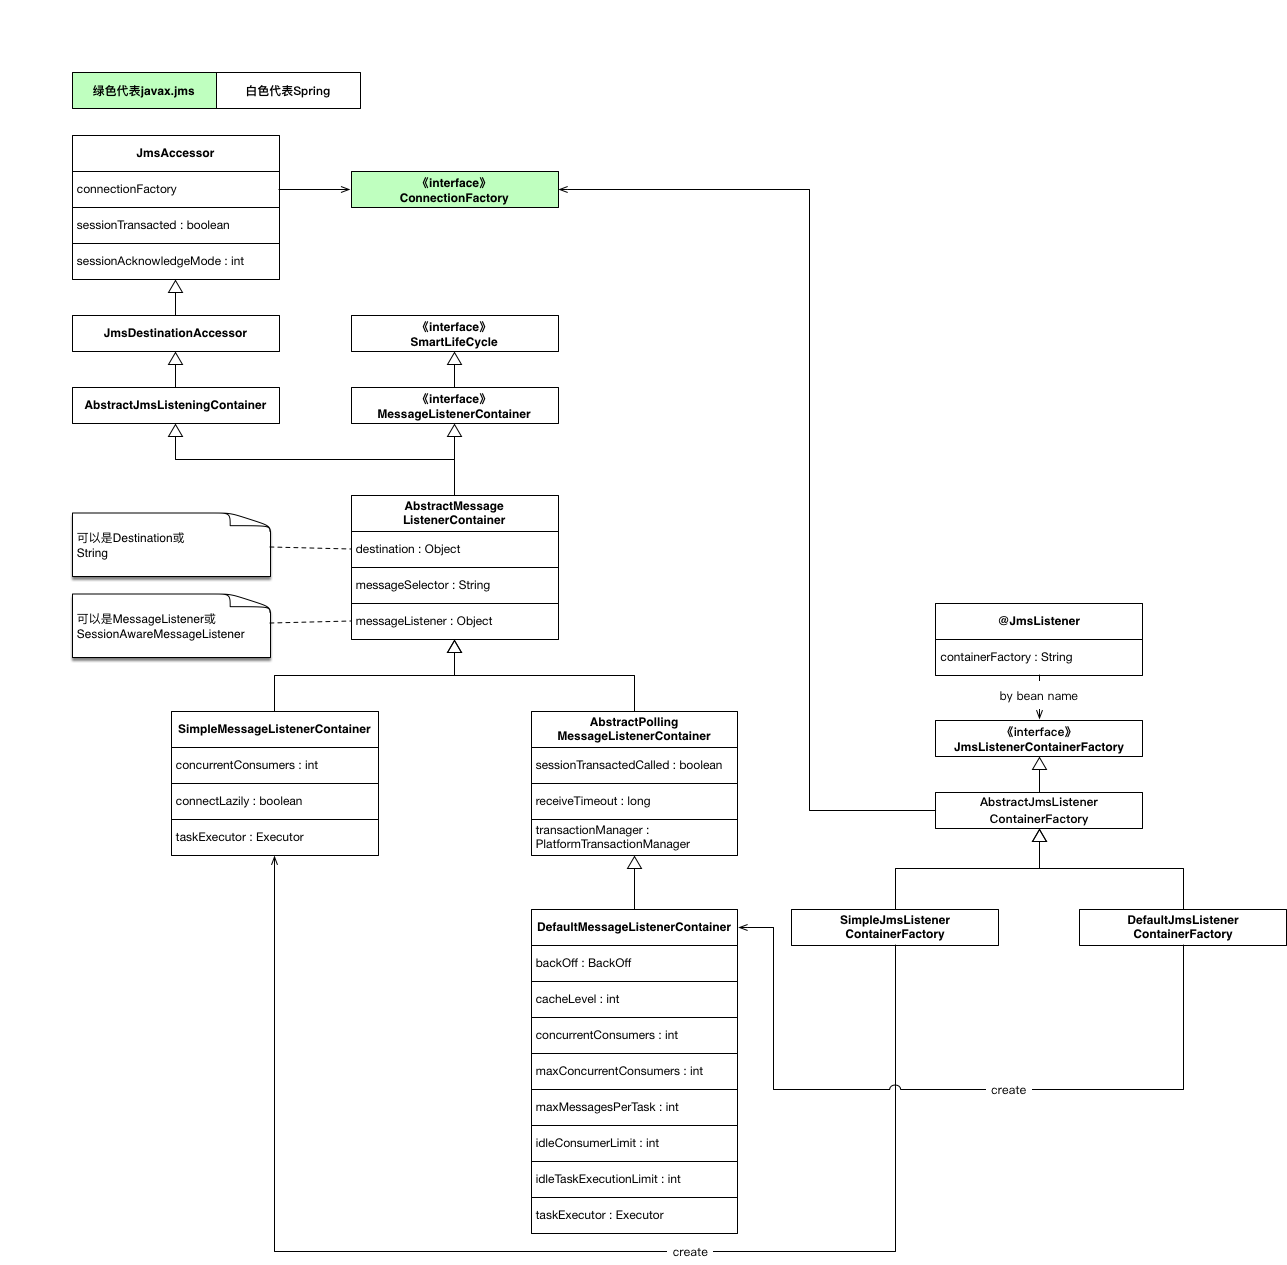 绿色代表javax.jms
白色代表Spring
JmsAccessor
connectionFactory
sessionTransacted : boolean
sessionAcknowledgeMode : int
《interface》
ConnectionFactory
JmsDestinationAccessor
《interface》
SmartLifeCycle
AbstractJmsListeningContainer
《interface》
MessageListenerContainer
AbstractMessage
ListenerContainer
destination : Object
messageSelector : String
messageListener : Object
可以是Destination或
String
可以是MessageListener或
SessionAwareMessageListener
@JmsListener
containerFactory : String
by bean name
《interface》
JmsListenerContainerFactory
AbstractJmsListener
ContainerFactory
SimpleMessageListenerContainer
concurrentConsumers : int
connectLazily : boolean
taskExecutor : Executor
AbstractPolling
MessageListenerContainer
sessionTransactedCalled : boolean
receiveTimeout : long
transactionManager :
PlatformTransactionManager
DefaultMessageListenerContainer
backOff : BackOff
cacheLevel : int
concurrentConsumers : int
maxConcurrentConsumers : int
maxMessagesPerTask : int
idleConsumerLimit : int
idleTaskExecutionLimit : int
taskExecutor : Executor
SimpleJmsListener
ContainerFactory
DefaultJmsListener
ContainerFactory
create
create